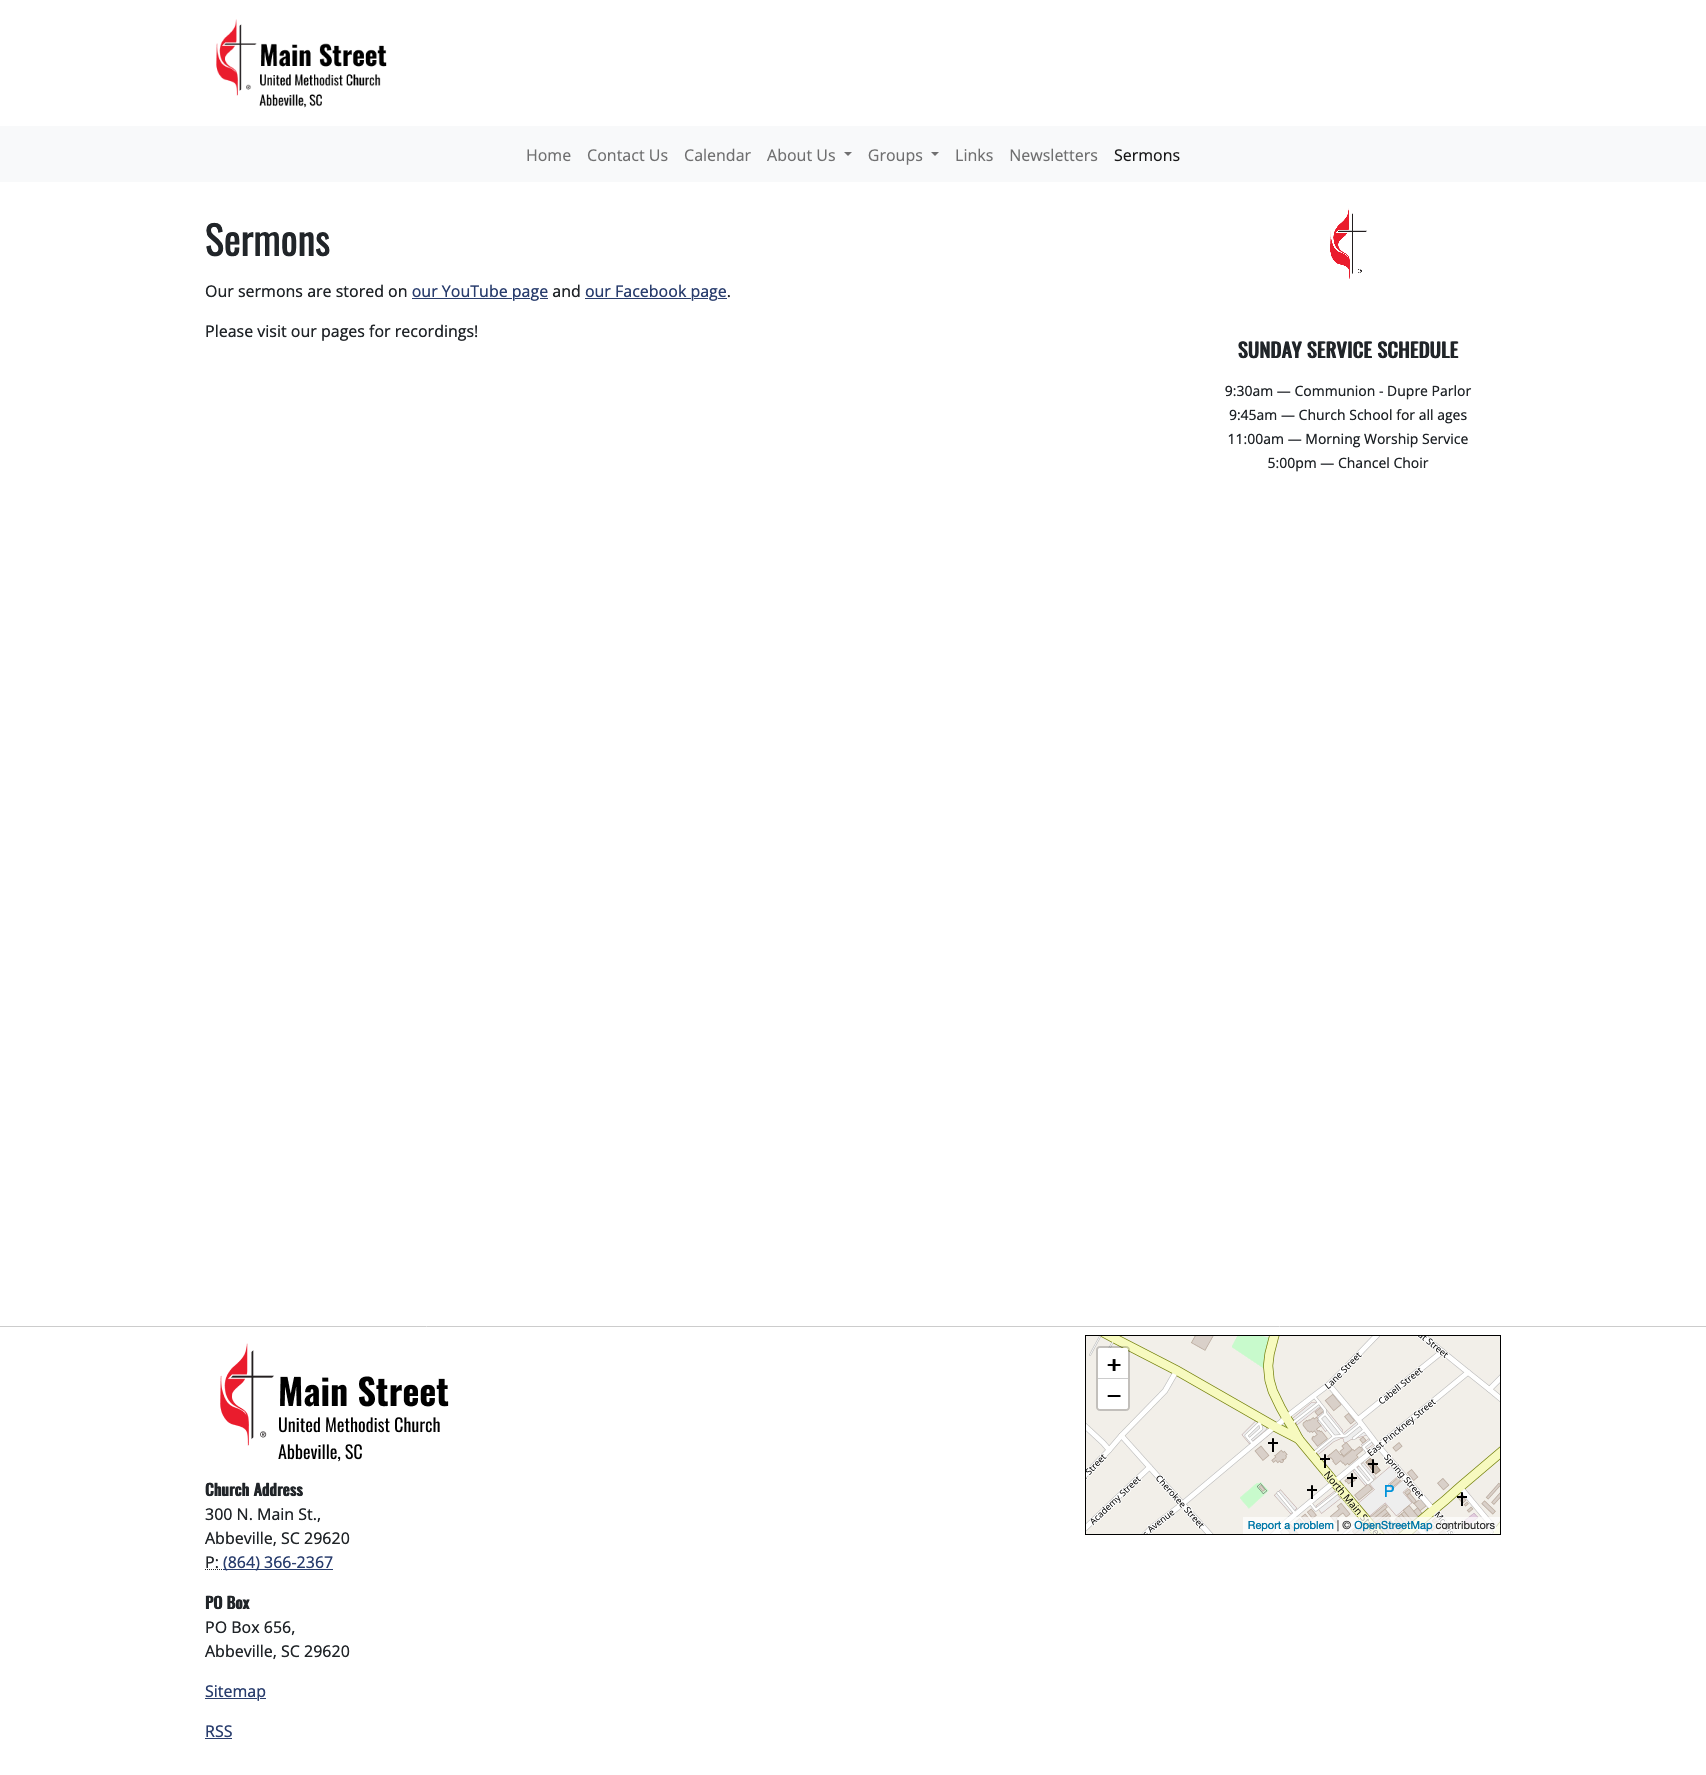 Main Street
United Methodist Church
Abbeville, SC
Home Contact Us Calendar About Us Groups Links Newsletters Sermons
Sermons
Our sermons are stored on our YouTube page and our Facebook page.
Please visit our pages for recordings!
SUNDAY SERVICE SCHEDULE
9:30am — Communion - Dupre Parlor
9:45am — Church School for all ages
11:00am — Morning Worship Service
5:00pm — Chancel Choir
Main Street
®
United Methodist Church
Abbeville, SC
Church Address
300 N. Main St.,
Abbeville, SC 29620
P: (864) 366-2367
PO Box
PO Box 656,
Abbeville, SC 29620
Sitemap
RSS
+
−
Street
Lane Street
Cabell Street
East Pinckney Street
Spring Street
North Main
Street
Academy Street
Cherokee Street
Avenue
P
Report a problem | © OpenStreetMap contributors